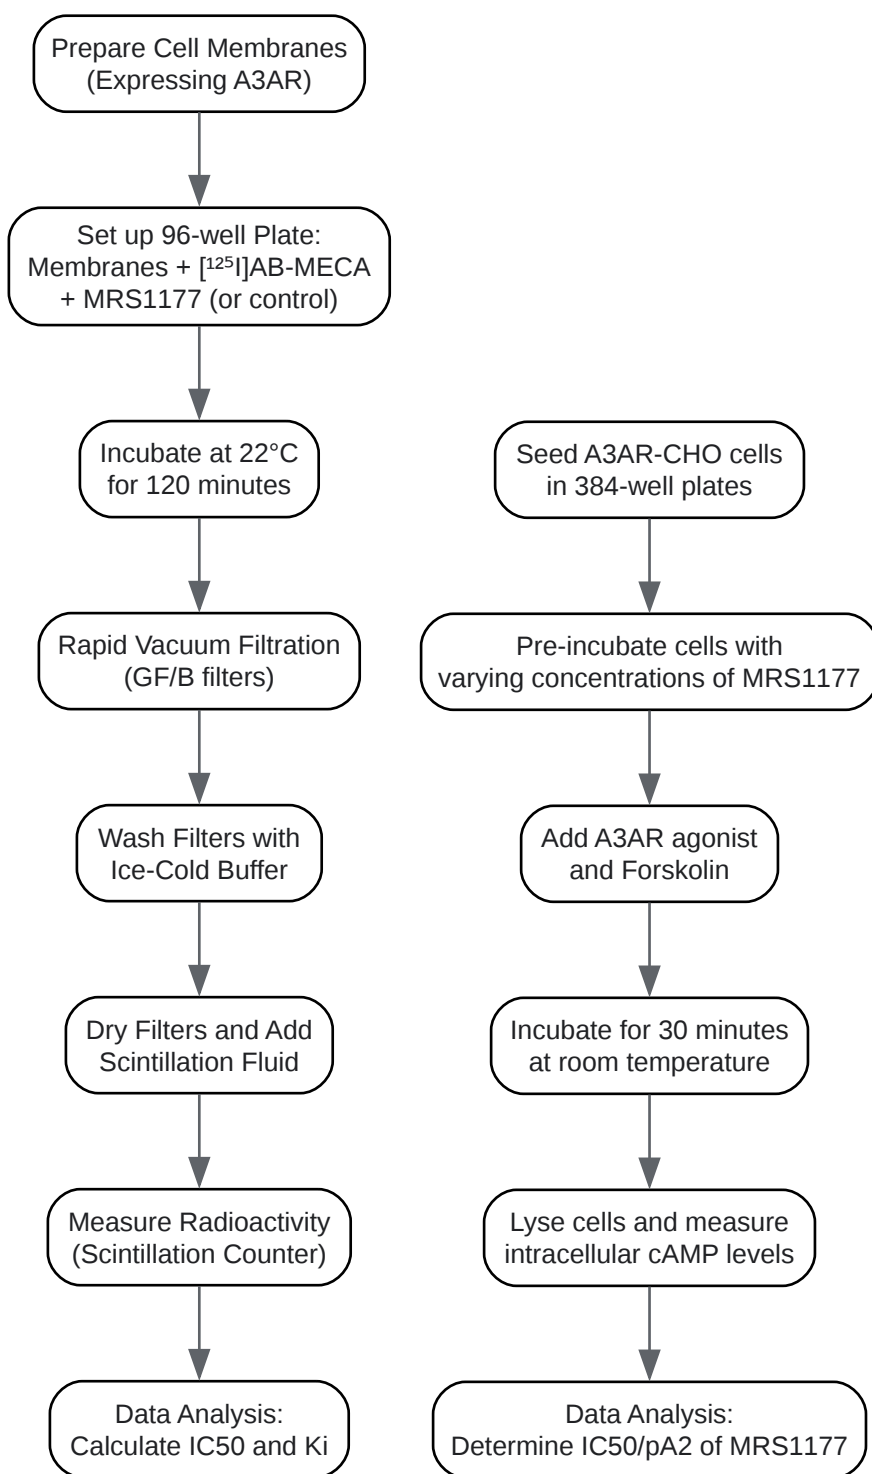 Prepare Cell Membranes
(Expressing A3AR)
Set up 96-well Plate:
Membranes + [¹²⁵I]AB-MECA
+ MRS1177 (or control)
Incubate at 22°C
for 120 minutes
Rapid Vacuum Filtration
(GF/B filters)
Wash Filters with
Ice-Cold Buffer
Dry Filters and Add
Scintillation Fluid
Measure Radioactivity
(Scintillation Counter)
Data Analysis:
Calculate IC50 and Ki
Seed A3AR-CHO cells
in 384-well plates
Pre-incubate cells with
varying concentrations of MRS1177
Add A3AR agonist
and Forskolin
Incubate for 30 minutes
at room temperature
Lyse cells and measure
intracellular cAMP levels
Data Analysis:
Determine IC50/pA2 of MRS1177